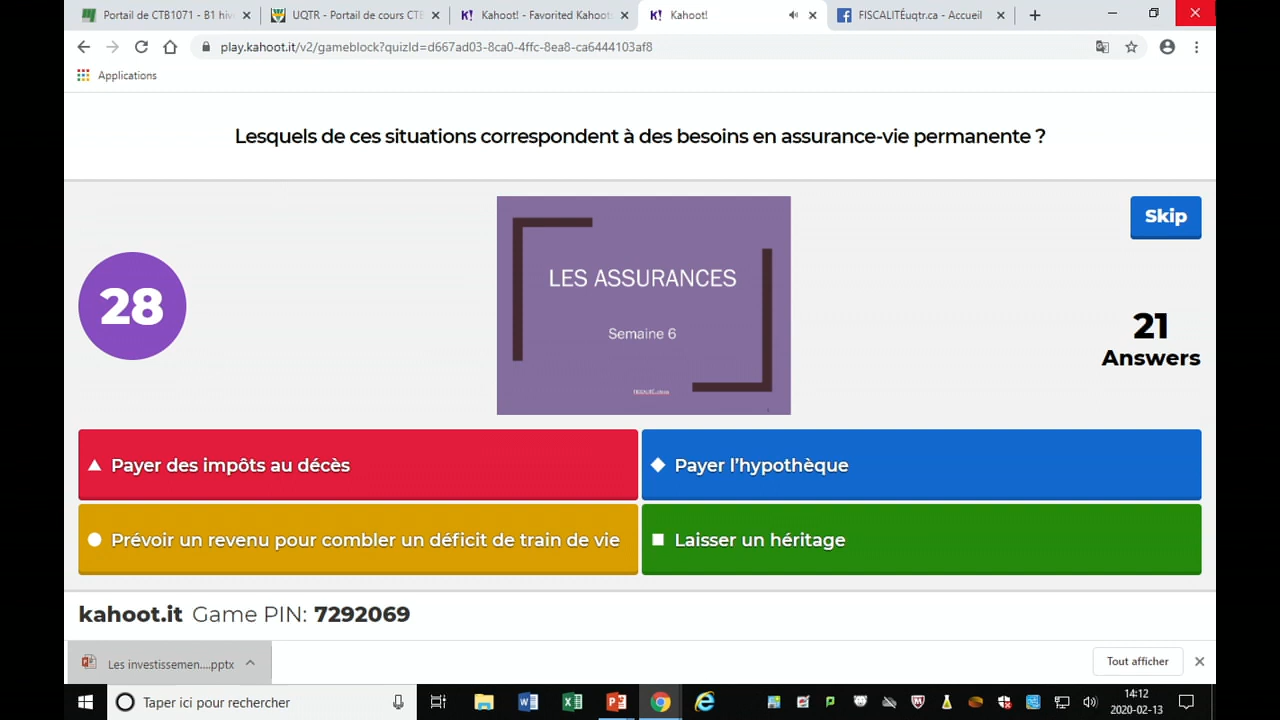 Portail de CTB1071 - B1 hiv
UQTR - Portail de cours CTB
Kahoot! - Favorited Kahoots
Kahoot!
FISCALITÉuqtr.ca - Accueil
play.kahoot.it/v2/gameblock?quizId=d667ad03-8ca0-4ffc-8ea8-ca6444103af8
Applications
Lesquels de ces situations correspondent à des besoins en assurance-vie permanente ?
Skip
LES ASSURANCES
Semaine 6
28
21
Answers
Payer des impôts au décès
Payer l'hypothèque
Prévoir un revenu pour combler un déficit de train de vie
Laisser un héritage
kahoot.it Game PIN: 7292069
Les investissemen....pptx
Tout afficher
Taper ici pour rechercher
14:12
2020-02-13